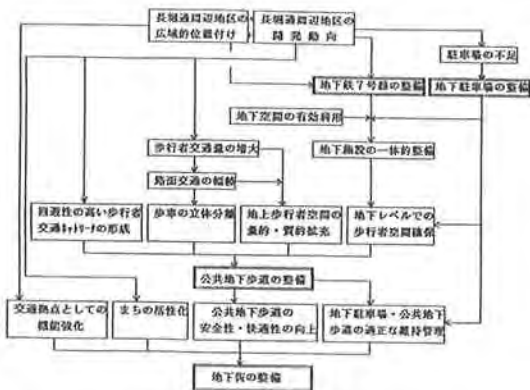 長堀通周辺地区の
広域的位置付け
長堀通周辺地区の
開発動向
駐車場の不足
地下鉄7号線の整備
地下駐車場の整備
地下空間の有効利用
歩行者交通量の増大
地下施設の一体的整備
路面交通の輻輳
回遊性の高い歩行者
交通ネットワークの形成
歩車の立体分離
地上歩行者空間の
量的・質的拡充
地下レベルでの
歩行者空間確保
公共地下歩道の整備
交通拠点としての
機能強化
まちの活性化
公共地下歩道の
安全性・快適性の向上
地下駐車場・公共地下
歩道の適正な維持管理
地下街の整備